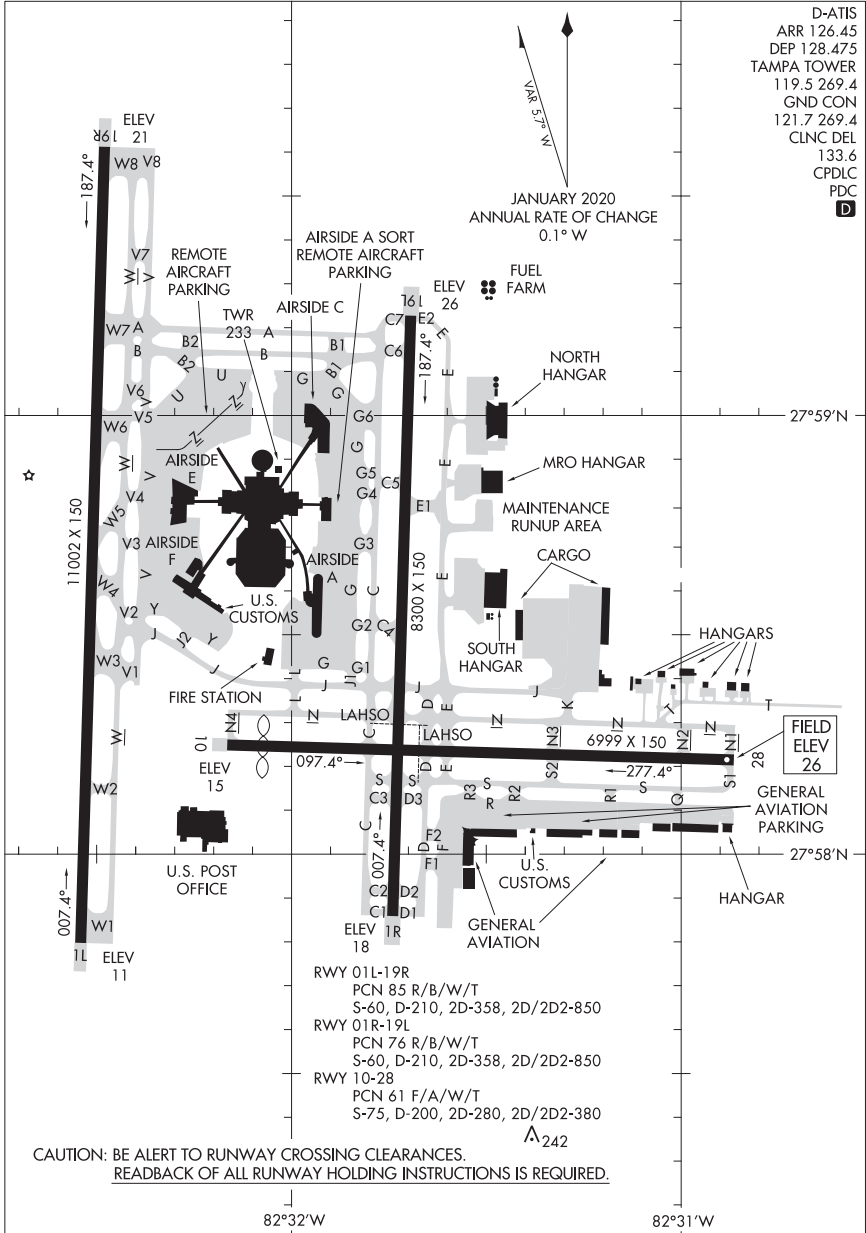 D-ATIS
ARR 126.45
DEP 128.475
TAMPA TOWER
119.5 269.4
GND CON
121.7 269.4
CLNC DEL
133.6
CPDLC
PDC
D
VAR 5.7° W
JANUARY 2020
ANNUAL RATE OF CHANGE
0.1° W
ELEV
21
19R
W8 V8
187.4°
V7
W
V
REMOTE
AIRCRAFT
PARKING
AIRSIDE A SORT
REMOTE AIRCRAFT
PARKING
TWR
233
AIRSIDE C
19L
ELEV
26
FUEL
FARM
C7 E2
E
W7 A
A
B2
B
B
B1
C6
187.4°
B2
U
G
B1
E
NORTH
HANGAR
V6
V
U
Y
G
V5
Z
Z
G6
27°59'N
W6
W
V
AIRSIDE
E
G
E
MRO HANGAR
G5
C5
V4
G4
E1
MAINTENANCE
RUNUP AREA
W5
11002 X 150
V3
AIRSIDE
F
G3
AIRSIDE
A
CARGO
V
E
W4
U.S.
CUSTOMS
G
C
8300 X 150
V2
Y
J
J2
Y
G2
C4
SOUTH
HANGAR
HANGARS
W3
V1
J
G
G1
FIRE STATION
L
J
J1
J
D
E
J
K
T
T
N4
N
LAHSO
C
N
N3
N
N2
N
N1
LAHSO
6999 X 150
FIELD
ELEV
26
W
10
097.4°
D
E
S2
277.4°
S1
28
ELEV
15
W2
S
S
C3
D3
R3
S
R
R2
R1
S
Q
GENERAL
AVIATION
PARKING
C
007.4°
D
F2
F
F1
27°58'N
U.S. POST
OFFICE
U.S.
CUSTOMS
HANGAR
007.4°
C2
D2
W1
C1
D1
GENERAL
AVIATION
1L
ELEV
11
ELEV
18
1R
RWY 01L-19R
PCN 85 R/B/W/T
S-60, D-210, 2D-358, 2D/2D2-850
RWY 01R-19L
PCN 76 R/B/W/T
S-60, D-210, 2D-358, 2D/2D2-850
RWY 10-28
PCN 61 F/A/W/T
S-75, D-200, 2D-280, 2D/2D2-380
242
CAUTION: BE ALERT TO RUNWAY CROSSING CLEARANCES.
READBACK OF ALL RUNWAY HOLDING INSTRUCTIONS IS REQUIRED.
82°32'W
82°31'W